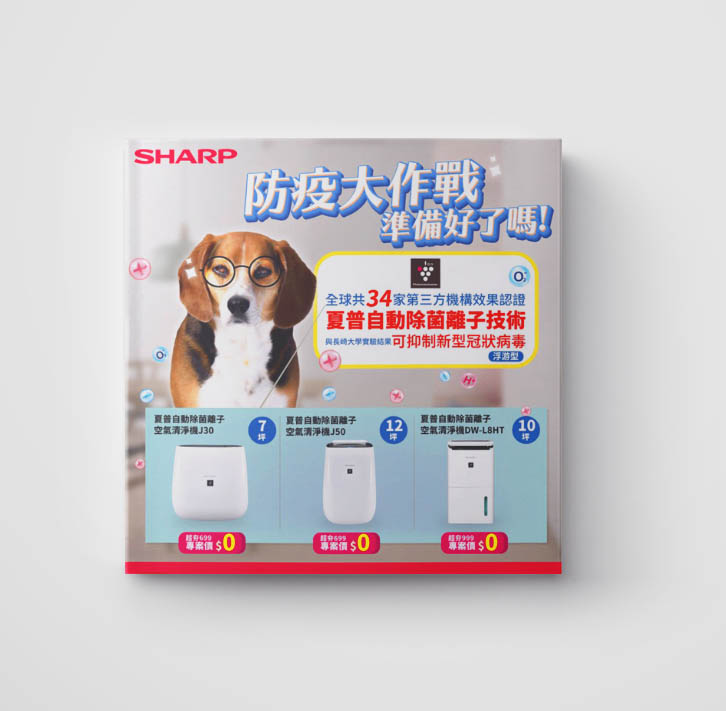 SHARP
防疫大作戰
準備好了嗎!
全球共34家第三方機構效果認證
夏普自動除菌離子技術
與長崎大學實驗結果可抑制新型冠狀病毒
浮游型
夏普自動除菌離子
空氣清淨機J30
7
坪
夏普自動除菌離子
空氣清淨機J50
12
坪
夏普自動除菌離子
空氣清淨機DW-L8HT
10
坪
超夯699
專案價$0
超夯699
專案價$0
超夯999
專案價$0